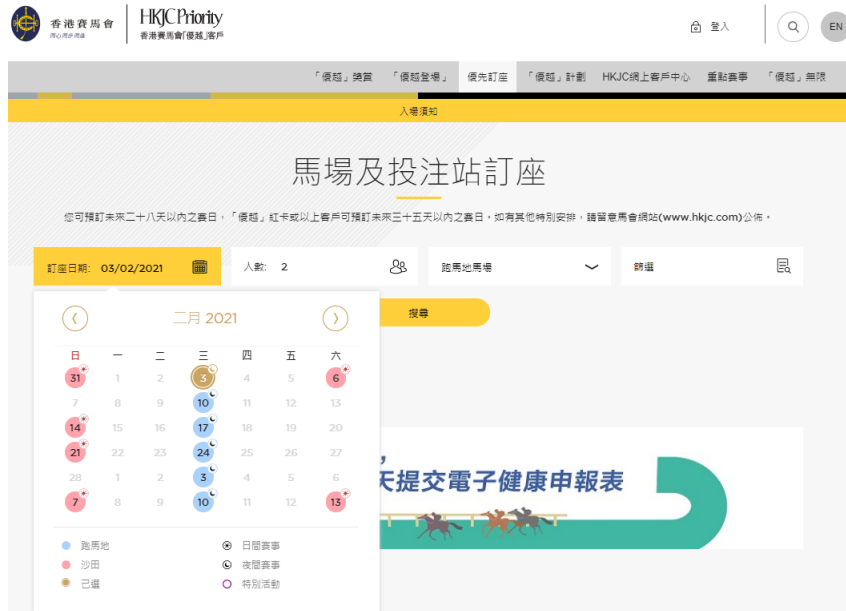 香港賽馬會
同心同步同進
HKJC Priority
香港賽馬會「優越」客戶
登入
EN
「優越」獎賞 「優越登場」 優先訂座 「優越」計劃 HKJC網上客戶中心 重點賽事 「優越」無限
入場須知
馬場及投注站訂座
您可預訂未來二十八天以內之賽日，「優越」紅卡或以上客戶可預訂未來三十五天以內之賽日。如有其他特別安排，請留意馬會網站(www.hkjc.com)公佈。
訂座日期: 03/02/2021 人數: 2 跑馬地馬場 篩選
搜尋
二月 2021
日 一 二 三 四 五 六
31 1 2 3 4 5 6
7 8 9 10 11 12 13
14 15 16 17 18 19 20
21 22 23 24 25 26 27
28 1 2 3 4 5 6
7 8 9 10 11 12 13
天提交電子健康申報表
跑馬地 日間賽事
沙田 夜間賽事
已選 特別活動